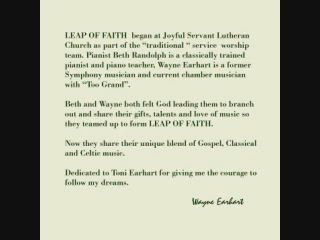 LEAP OF FAITH  began at Joyful Servant Lutheran
Church as part of the “traditional “ service  worship
team. Pianist Beth Randolph is a classically trained
pianist and piano teacher, Wayne Earhart is a former
Symphony musician and current chamber musician
with “Too Grand”.
Beth and Wayne both felt God leading them to branch
out and share their gifts, talents and love of music so
they teamed up to form LEAP OF FAITH.
Now they share their unique blend of Gospel, Classical
and Celtic music.
Dedicated to Toni Earhart for giving me the courage to
follow my dreams.
Wayne Earhart